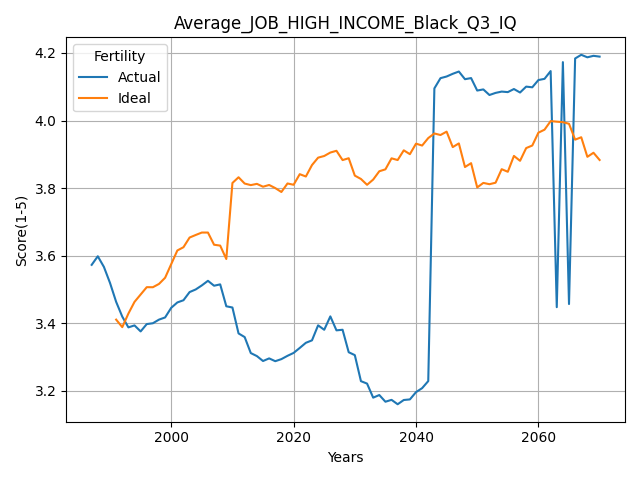 Average_JOB_HIGH_INCOME_Black_Q3_IQ
Fertility
Actual
Ideal
Score(1-5)
4.2
4.0
3.8
3.6
3.4
3.2
2000 2020 2040 2060
Years